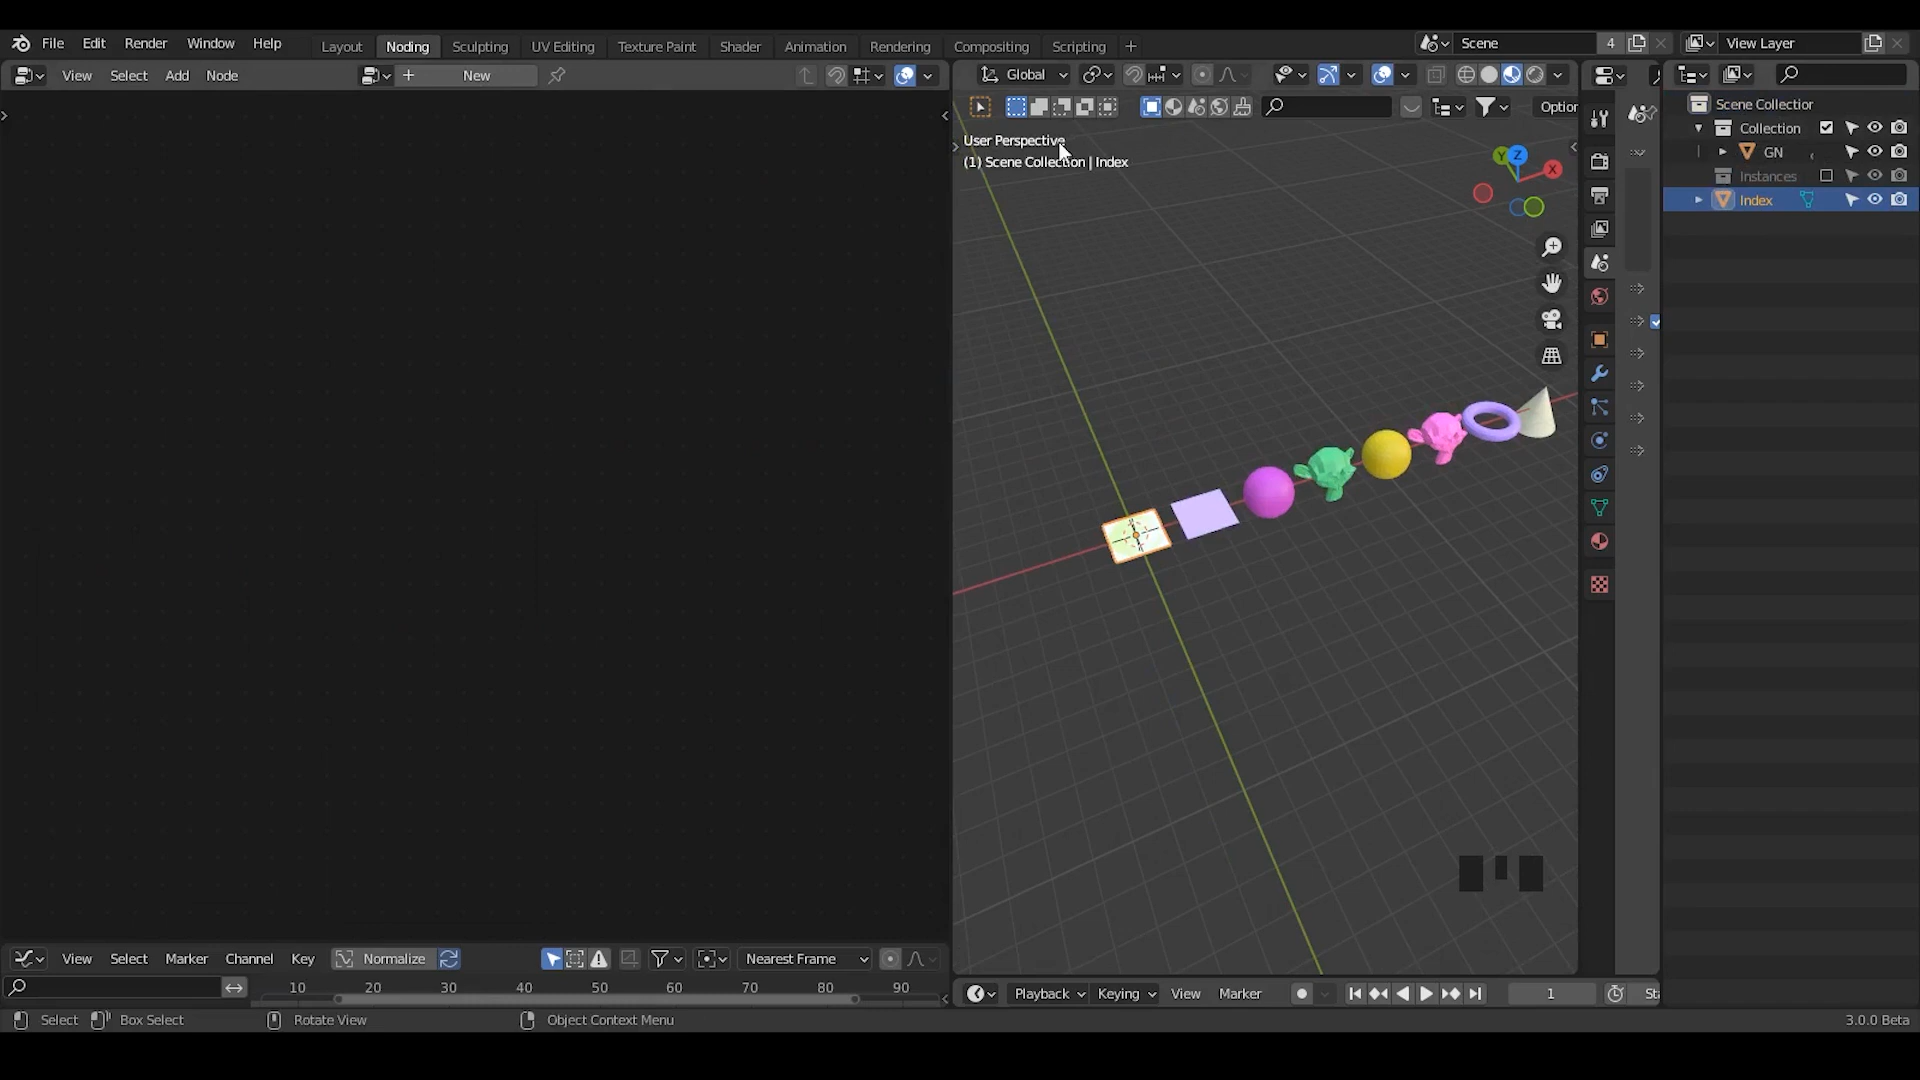 File Edit Render Window Help Layout Noding Sculpting UV Editing Texture Paint Shader Animation Rendering Compositing Scripting + Scene 4 View Layer
View Select Add Node + New Global
Option
User Perspective
(1) Scene Collection | Index
Y Z X
Scene Collection
Collection
GN
Instances
Index
View Select Marker Channel Key Normalize Nearest Frame
10 20 30 40 50 60 70 80 90
Playback Keying View Marker 1
Select Box Select Rotate View Object Context Menu 3.0.0 Beta